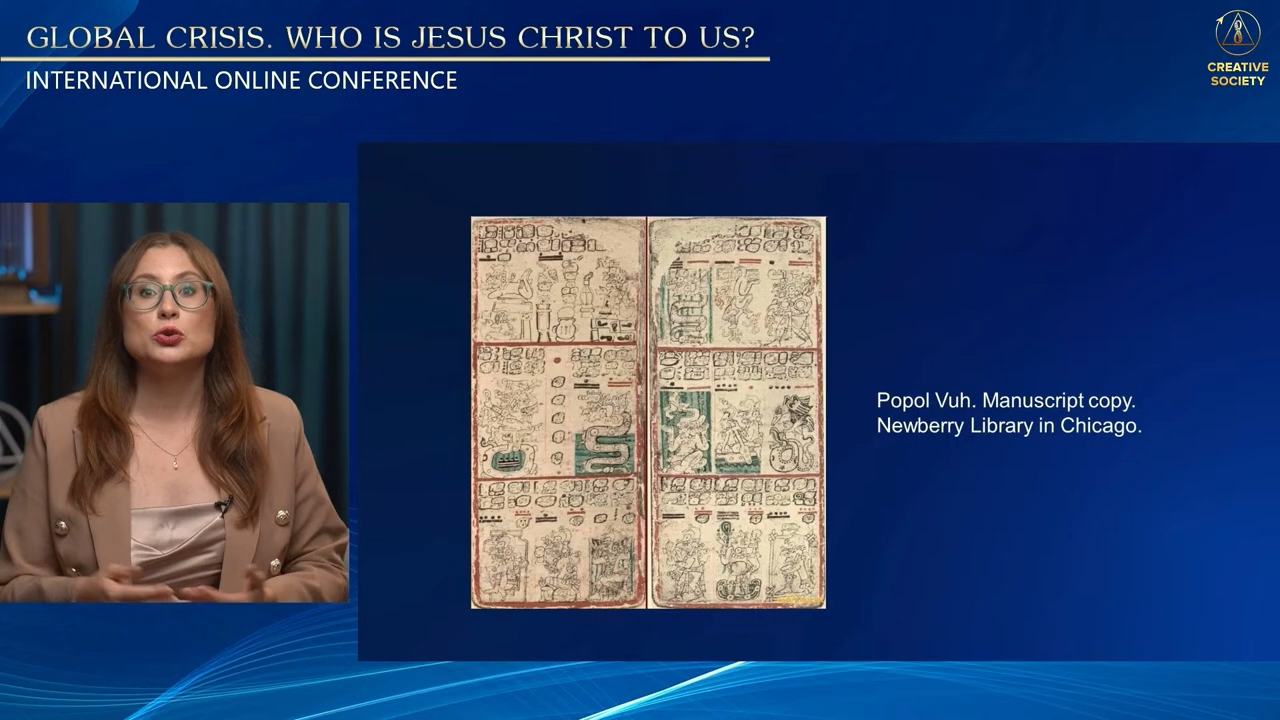 GLOBAL CRISIS. WHO IS JESUS CHRIST TO US?
INTERNATIONAL ONLINE CONFERENCE
CREATIVE
SOCIETY
Popol Vuh. Manuscript copy.
Newberry Library in Chicago.